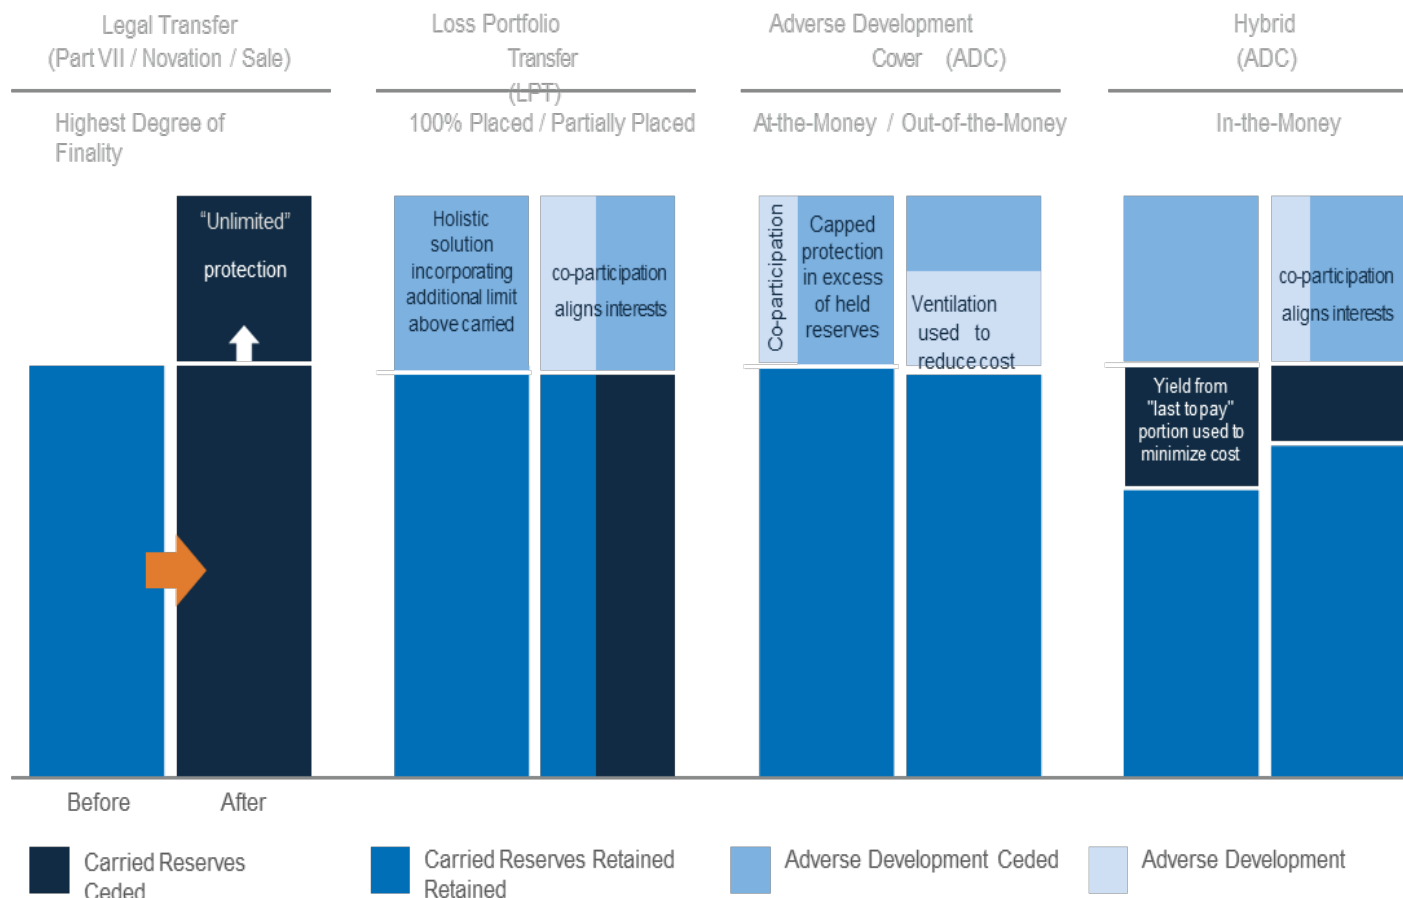 Legal Transfer
(Part VII / Novation / Sale)
Highest Degree of
Finality
Loss Portfolio
Transfer
(LPT)
100% Placed / Partially Placed
Adverse Development
Cover (ADC)
At-the-Money / Out-of-the-Money
Hybrid
(ADC)
In-the-Money
“Unlimited”
protection
Holistic
solution
incorporating
additional limit
above carried
co-participation
aligns interests
Co-participation
Capped
protection
in excess
of held
reserves
Ventilation
used to
reduce cost
Yield from
"last to pay"
portion used to
minimize cost
co-participation
aligns interests
Before
After
Carried Reserves
Ceded
Carried Reserves Retained
Retained
Adverse Development Ceded
Adverse Development